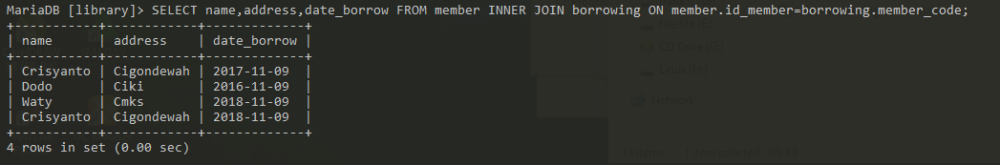 MariaDB [library]> SELECT name,address,date_borrow FROM member INNER JOIN borrowing ON member.id_member=borrowing.member_code;
+-----------+------------+-------------+
| name      | address    | date_borrow |
+-----------+------------+-------------+
| Crisyanto | Cigondewah | 2017-11-09  |
| Dodo      | Ciki       | 2016-11-09  |
| Waty      | Cmks       | 2018-11-09  |
| Crisyanto | Cigondewah | 2018-11-09  |
+-----------+------------+-------------+
4 rows in set (0.00 sec)
Network